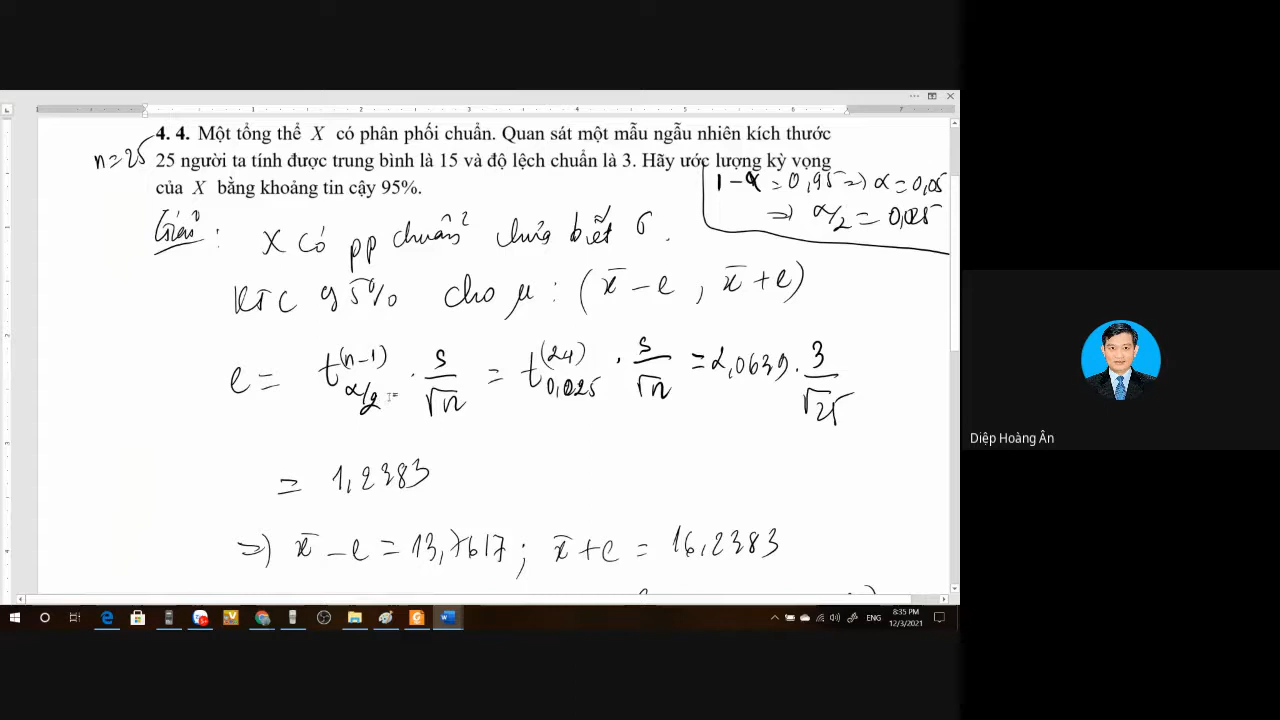 4. 4. Một tổng thể X có phân phối chuẩn. Quan sát một mẫu ngẫu nhiên kích thước
n = 25
25 người ta tính được trung bình là 15 và độ lệch chuẩn là 3. Hãy ước lượng kỳ vọng
của X bằng khoảng tin cậy 95%.
1 - α = 0,95 => α = 0,05
=> α/2 = 0,025
Giải :
X có pp chuẩn chưa biết σ.
KTC 95% cho μ : (x̄ - e , x̄ + e)
e = t_{α/2}^{(n-1)} . s/√n = t_{0,025}^{(24)} . s/√n = 2,0639 . 3/√25
= 1,2383
=> x̄ - e = 13,7617 ; x̄ + e = 16,2383
Diệp Hoàng Ân
ENG
8:35 PM
12/3/2021